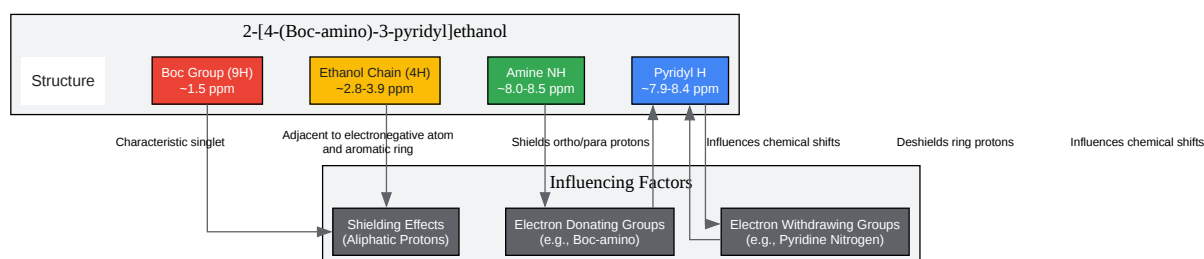 2-[4-(Boc-amino)-3-pyridyl]ethanol
Structure
Boc Group (9H)
~1.5 ppm
Ethanol Chain (4H)
~2.8-3.9 ppm
Amine NH
~8.0-8.5 ppm
Pyridyl H
~7.9-8.4 ppm
Characteristic singlet
Adjacent to electronegative atom
and aromatic ring
Shields ortho/para protons
Influences chemical shifts
Deshields ring protons
Influences chemical shifts
Influencing Factors
Shielding Effects
(Aliphatic Protons)
Electron Donating Groups
(e.g., Boc-amino)
Electron Withdrawing Groups
(e.g., Pyridine Nitrogen)